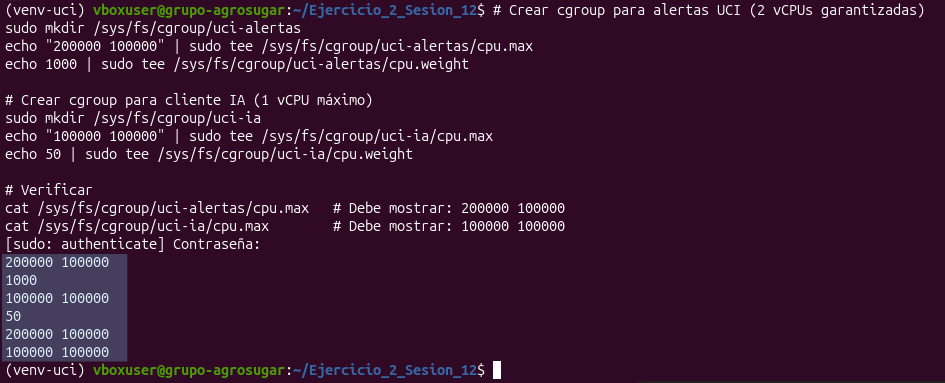 (venv-uci) vboxuser@grupo-agrosugar:~/Ejercicio_2_Sesion_12$ # Crear cgroup para alertas UCI (2 vCPUs garantizadas)
sudo mkdir /sys/fs/cgroup/uci-alertas
echo "200000 100000" | sudo tee /sys/fs/cgroup/uci-alertas/cpu.max
echo 1000 | sudo tee /sys/fs/cgroup/uci-alertas/cpu.weight

# Crear cgroup para cliente IA (1 vCPU máximo)
sudo mkdir /sys/fs/cgroup/uci-ia
echo "100000 100000" | sudo tee /sys/fs/cgroup/uci-ia/cpu.max
echo 50 | sudo tee /sys/fs/cgroup/uci-ia/cpu.weight

# Verificar
cat /sys/fs/cgroup/uci-alertas/cpu.max   # Debe mostrar: 200000 100000
cat /sys/fs/cgroup/uci-ia/cpu.max        # Debe mostrar: 100000 100000
[sudo: authenticate] Contraseña:
200000 100000
1000
100000 100000
50
200000 100000
100000 100000
(venv-uci) vboxuser@grupo-agrosugar:~/Ejercicio_2_Sesion_12$